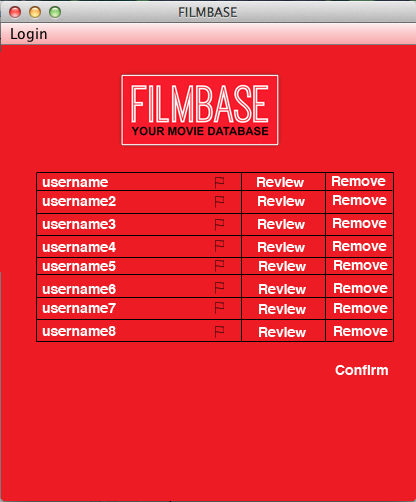 FILMBASE
Login
FILMBASE
YOUR MOVIE DATABASE
username Review Remove
username2 Review Remove
username3 Review Remove
username4 Review Remove
username5 Review Remove
username6 Review Remove
username7 Review Remove
username8 Review Remove
Confirm